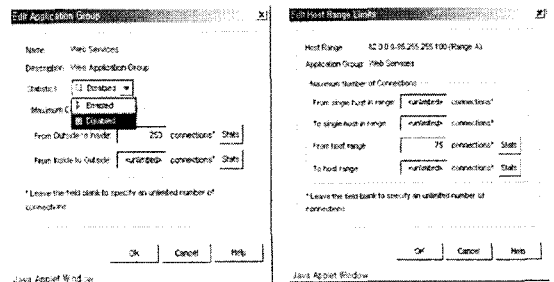 Edit Application Group
Name: Web Services
Description: Web Application Group
Statistics: Disabled
Enabled
Disabled
Maximum C
From Outside to Inside: 250 connections* Stats
From Inside to Outside: <unlimited> connections* Stats
* Leave the field blank to specify an unlimited number of
connections
Ok Cancel Help
Java Applet Window
Edit Host Range Limits
Host Range:
Application Group: Web Services
Maximum Number of Connections
From single host in range <unlimited> connections*
To single host in range <unlimited> connections*
From host range 75 connections* Stats
To host range <unlimited> connections* Stats
* Leave the field blank to specify an unlimited number of
connections
OK Cancel Help
Java Applet Window